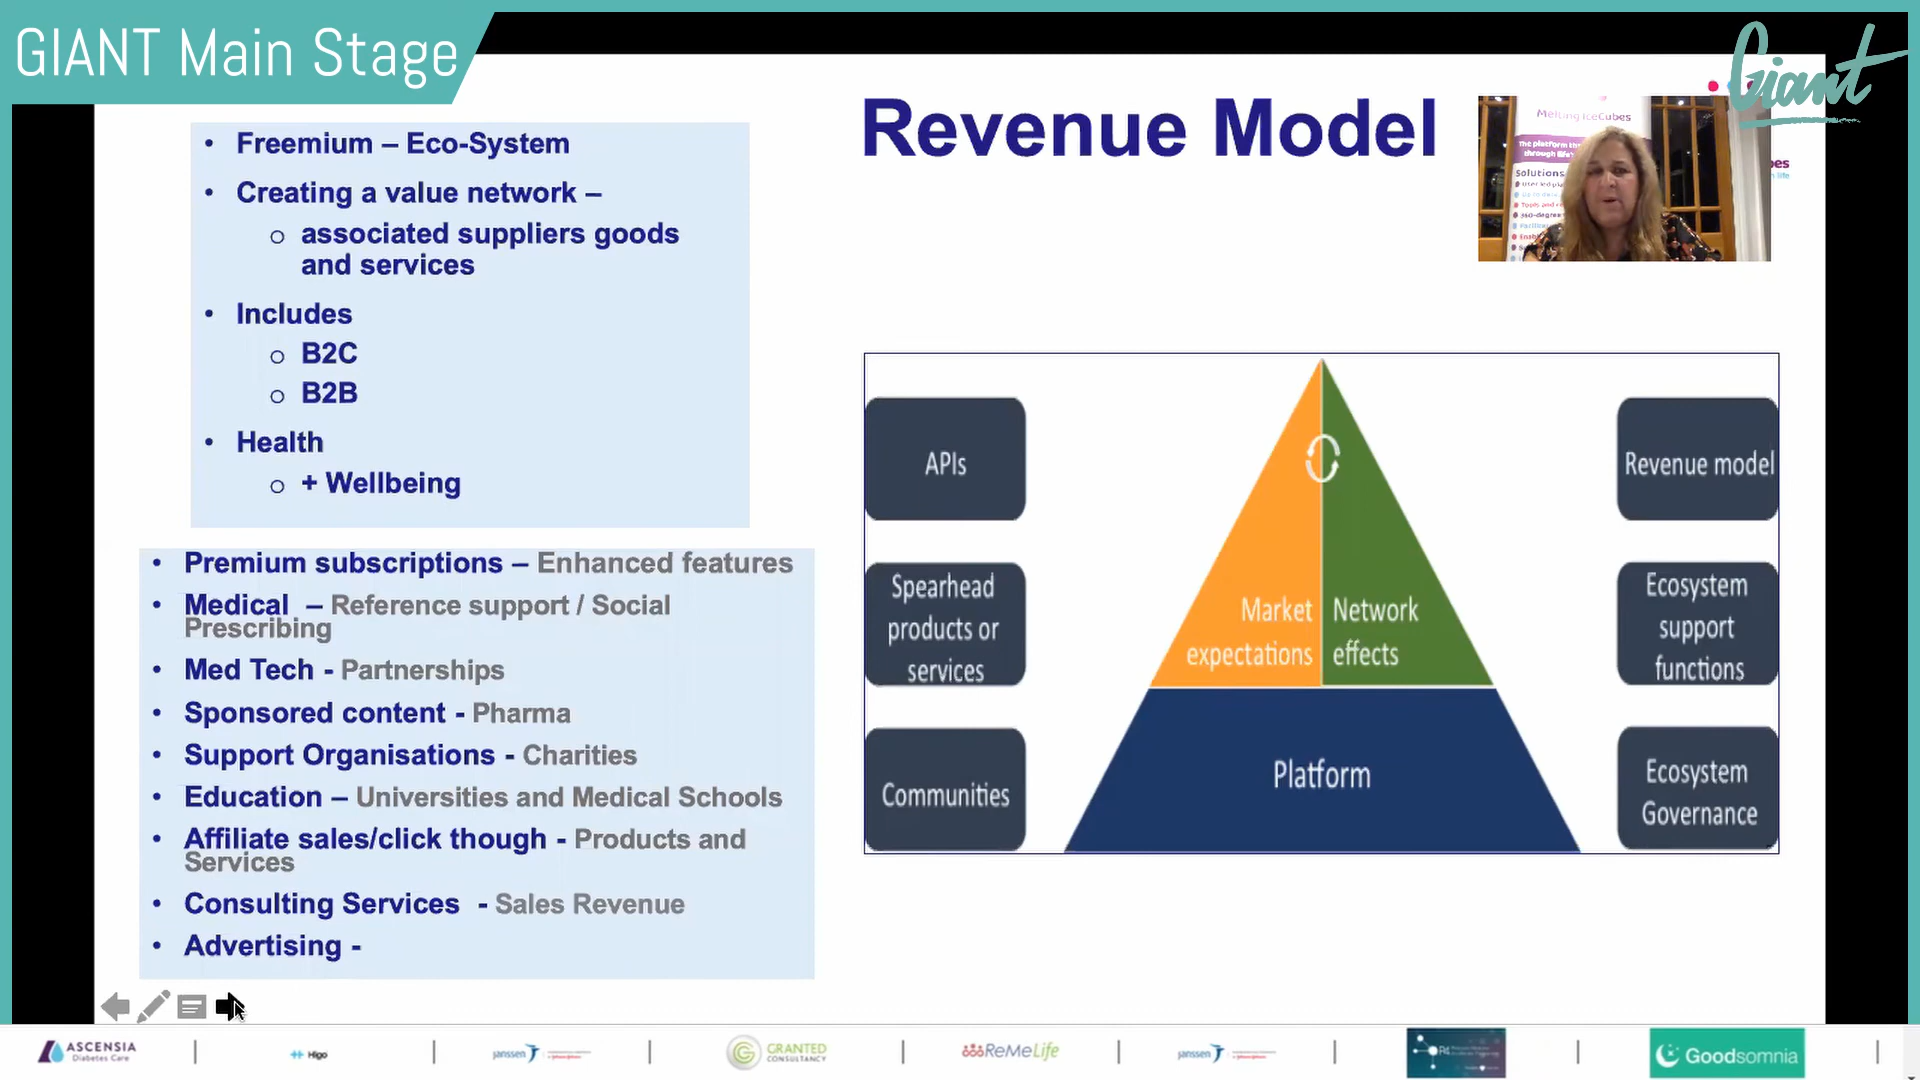 GIANT Main Stage
Giant
Revenue Model
• Freemium – Eco-System
• Creating a value network –
o associated suppliers goods
and services
• Includes
o B2C
o B2B
• Health
o + Wellbeing
• Premium subscriptions – Enhanced features
• Medical – Reference support / Social
Prescribing
• Med Tech - Partnerships
• Sponsored content - Pharma
• Support Organisations - Charities
• Education – Universities and Medical Schools
• Affiliate sales/click though - Products and
Services
• Consulting Services - Sales Revenue
• Advertising -
Melting IceCubes
The platform
through life's
Solutions
APIs
Spearhead
products or
services
Communities
Market
expectations
Network
effects
Platform
Revenue model
Ecosystem
support
functions
Ecosystem
Governance
ASCENSIA
Diabetes Care
Higo
janssen
GRANTED
CONSULTANCY
ReMeLife
janssen
Goodsomnia